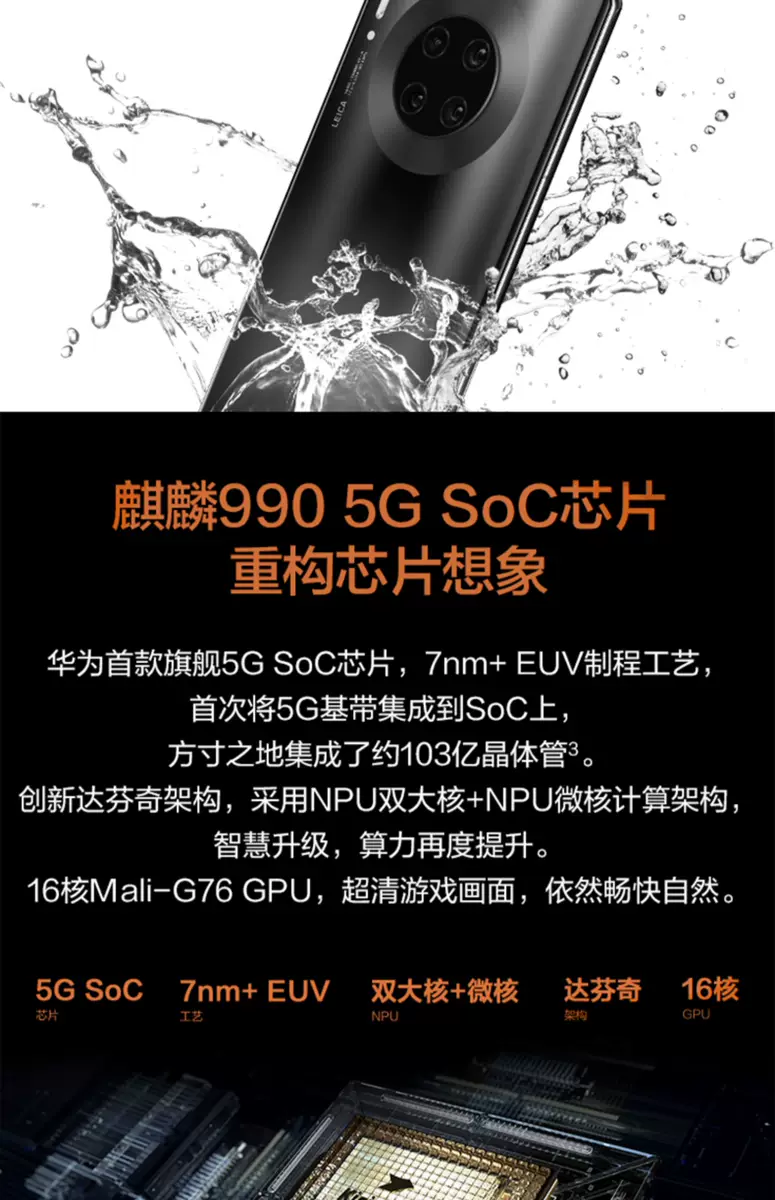 LEICA
麒麟990 5G SoC芯片
重构芯片想象
华为首款旗舰5G SoC芯片，7nm+ EUV制程工艺，
首次将5G基带集成到SoC上，
方寸之地集成了约103亿晶体管3。
创新达芬奇架构，采用NPU双大核+NPU微核计算架构，
智慧升级，算力再度提升。
16核Mali-G76 GPU，超清游戏画面，依然畅快自然。
5G SoC 7nm+ EUV 双大核+微核 达芬奇 16核
芯片 工艺 NPU 架构 GPU